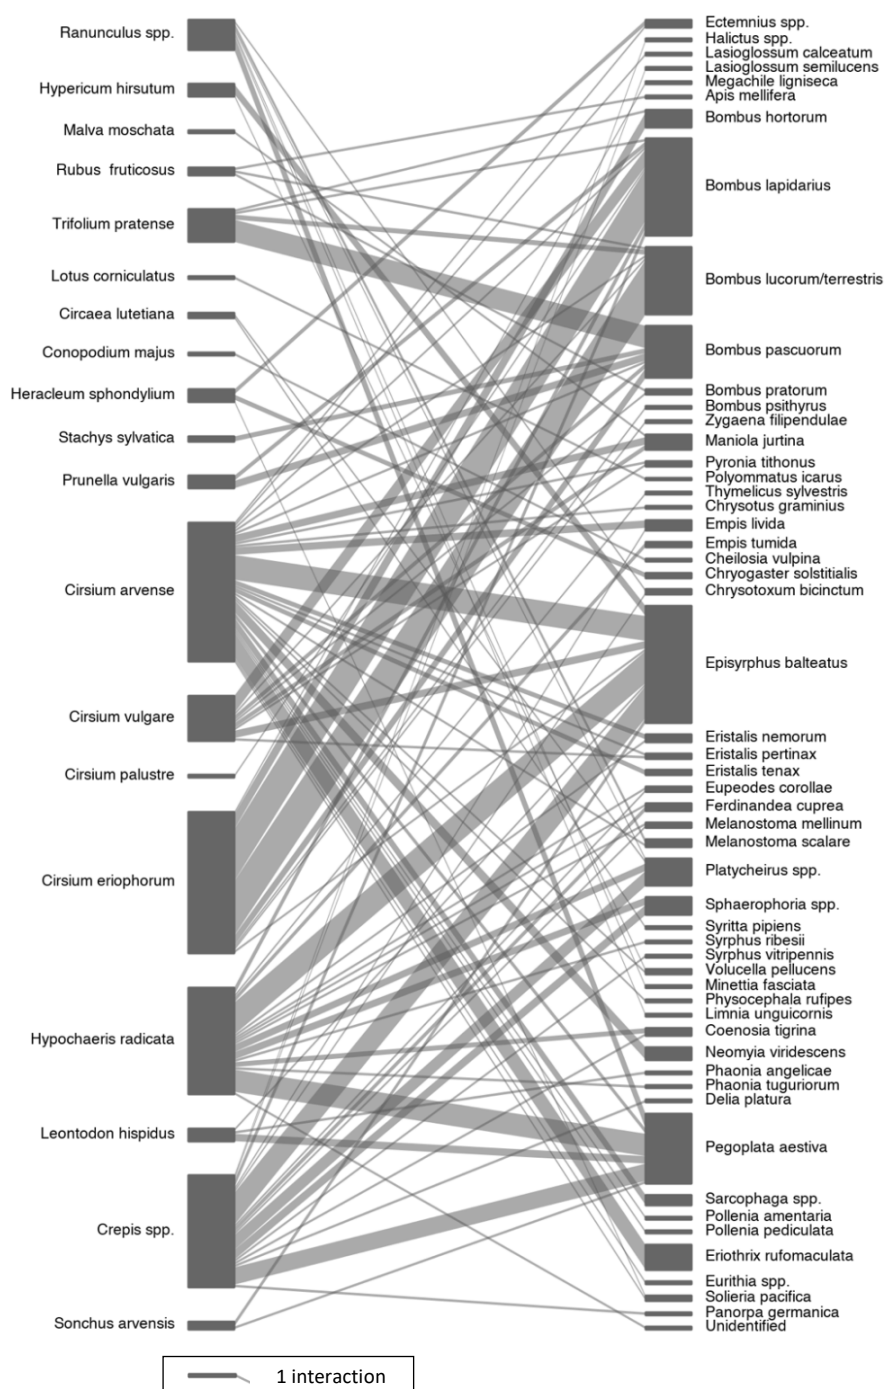 Ranunculus spp.
Hypericum hirsutum
Malva moschata
Rubus fruticosus
Trifolium pratense
Lotus corniculatus
Circaea lutetiana
Conopodium majus
Heracleum sphondylium
Stachys sylvatica
Prunella vulgaris
Cirsium arvense
Cirsium vulgare
Cirsium palustre
Cirsium eriophorum
Hypochaeris radicata
Leontodon hispidus
Crepis spp.
Sonchus arvensis
Ectemnius spp.
Halictus spp.
Lasioglossum calceatum
Lasioglossum semilucens
Megachile ligniseca
Apis mellifera
Bombus hortorum
Bombus lapidarius
Bombus lucorum/terrestris
Bombus pascuorum
Bombus pratorum
Bombus psithyrus
Zygaena filipendulae
Maniola jurtina
Pyronia tithonus
Polyommatus icarus
Thymelicus sylvestris
Chrysotus graminius
Empis livida
Empis tumida
Cheilosia vulpina
Chryogaster solstitialis
Chrysotoxum bicinctum
Episyrphus balteatus
Eristalis nemorum
Eristalis pertinax
Eristalis tenax
Eupeodes corollae
Ferdinandea cuprea
Melanostoma mellinum
Melanostoma scalare
Platycheirus spp.
Sphaerophoria spp.
Syritta pipiens
Syrphus ribesii
Syrphus vitripennis
Volucella pellucens
Minettia fasciata
Physocephala rufipes
Limnia unguicornis
Coenosia tigrina
Neomyia viridescens
Phaonia angelicae
Phaonia tuguriorum
Delia platura
Pegoplata aestiva
Sarcophaga spp.
Pollenia amentaria
Pollenia pediculata
Eriothrix rufomaculata
Eurithia spp.
Solieria pacifica
Panorpa germanica
Unidentified
1 interaction